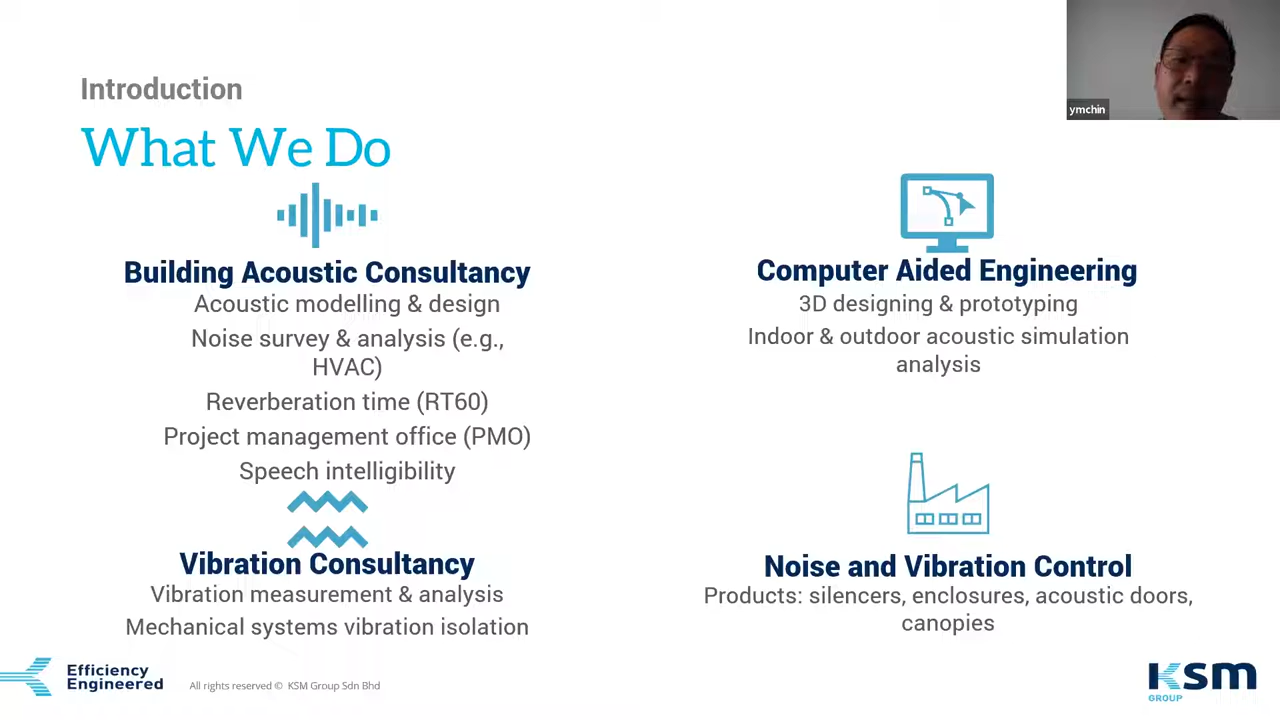 Introduction
What We Do
ymchin
Building Acoustic Consultancy
Acoustic modelling & design
Noise survey & analysis (e.g.,
HVAC)
Reverberation time (RT60)
Project management office (PMO)
Speech intelligibility
Vibration Consultancy
Vibration measurement & analysis
Mechanical systems vibration isolation
Computer Aided Engineering
3D designing & prototyping
Indoor & outdoor acoustic simulation
analysis
Noise and Vibration Control
Products: silencers, enclosures, acoustic doors,
canopies
Efficiency
Engineered
All rights reserved © KSM Group Sdn Bhd
ksm
GROUP